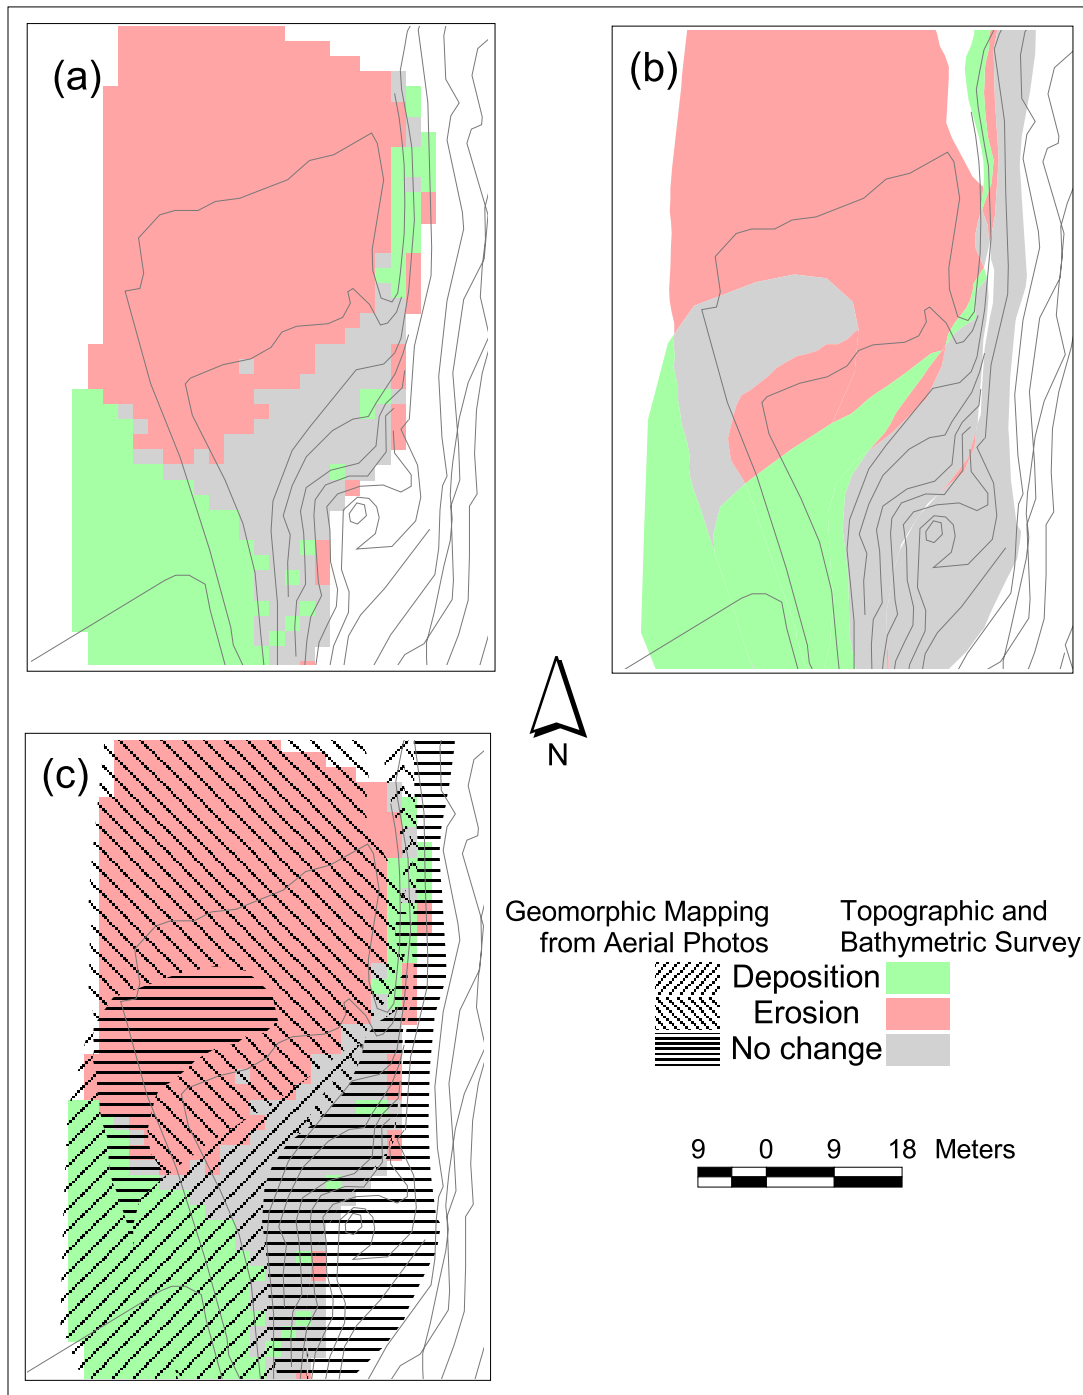 (a)
(b)
N
(c)
Geomorphic Mapping
from Aerial Photos
Topographic and
Bathymetric Survey
Deposition
Erosion
No change
9 0 9 18 Meters